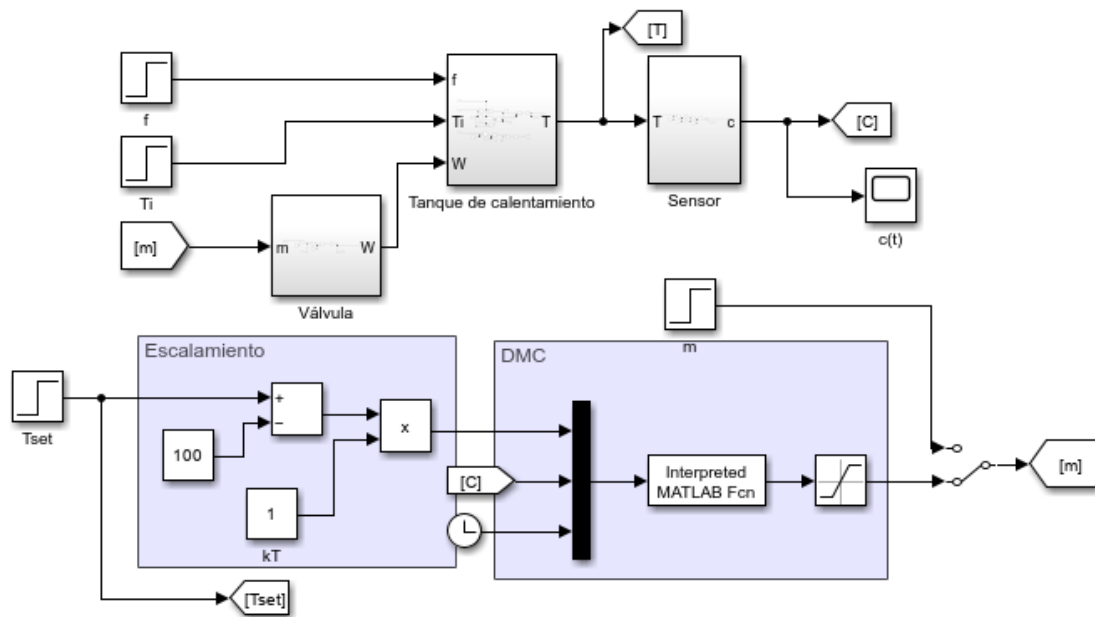 [T]
f
f
Ti
T
W
Tanque de calentamiento
T
c
Sensor
[C]
c(t)
Ti
[m]
m
W
Válvula
m
Escalamiento
DMC
Tset
+
−
100
x
1
kT
[C]
Interpreted
MATLAB Fcn
[m]
[Tset]